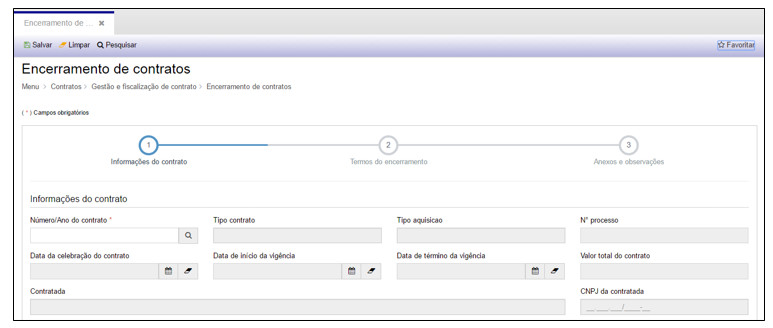 Encerramento de ... ✖
Salvar Limpar Pesquisar Favoritar
Encerramento de contratos
Menu > Contratos > Gestão e fiscalização de contrato > Encerramento de contratos
( * ) Campos obrigatórios
1 2 3
Informações do contrato Termos do encerramento Anexos e observações
Informações do contrato
Número/Ano do contrato * Tipo contrato Tipo aquisicao N° processo
Data da celebração do contrato Data de início da vigência Data de término da vigência Valor total do contrato
Contratada CNPJ da contratada
__.___.___/____-__